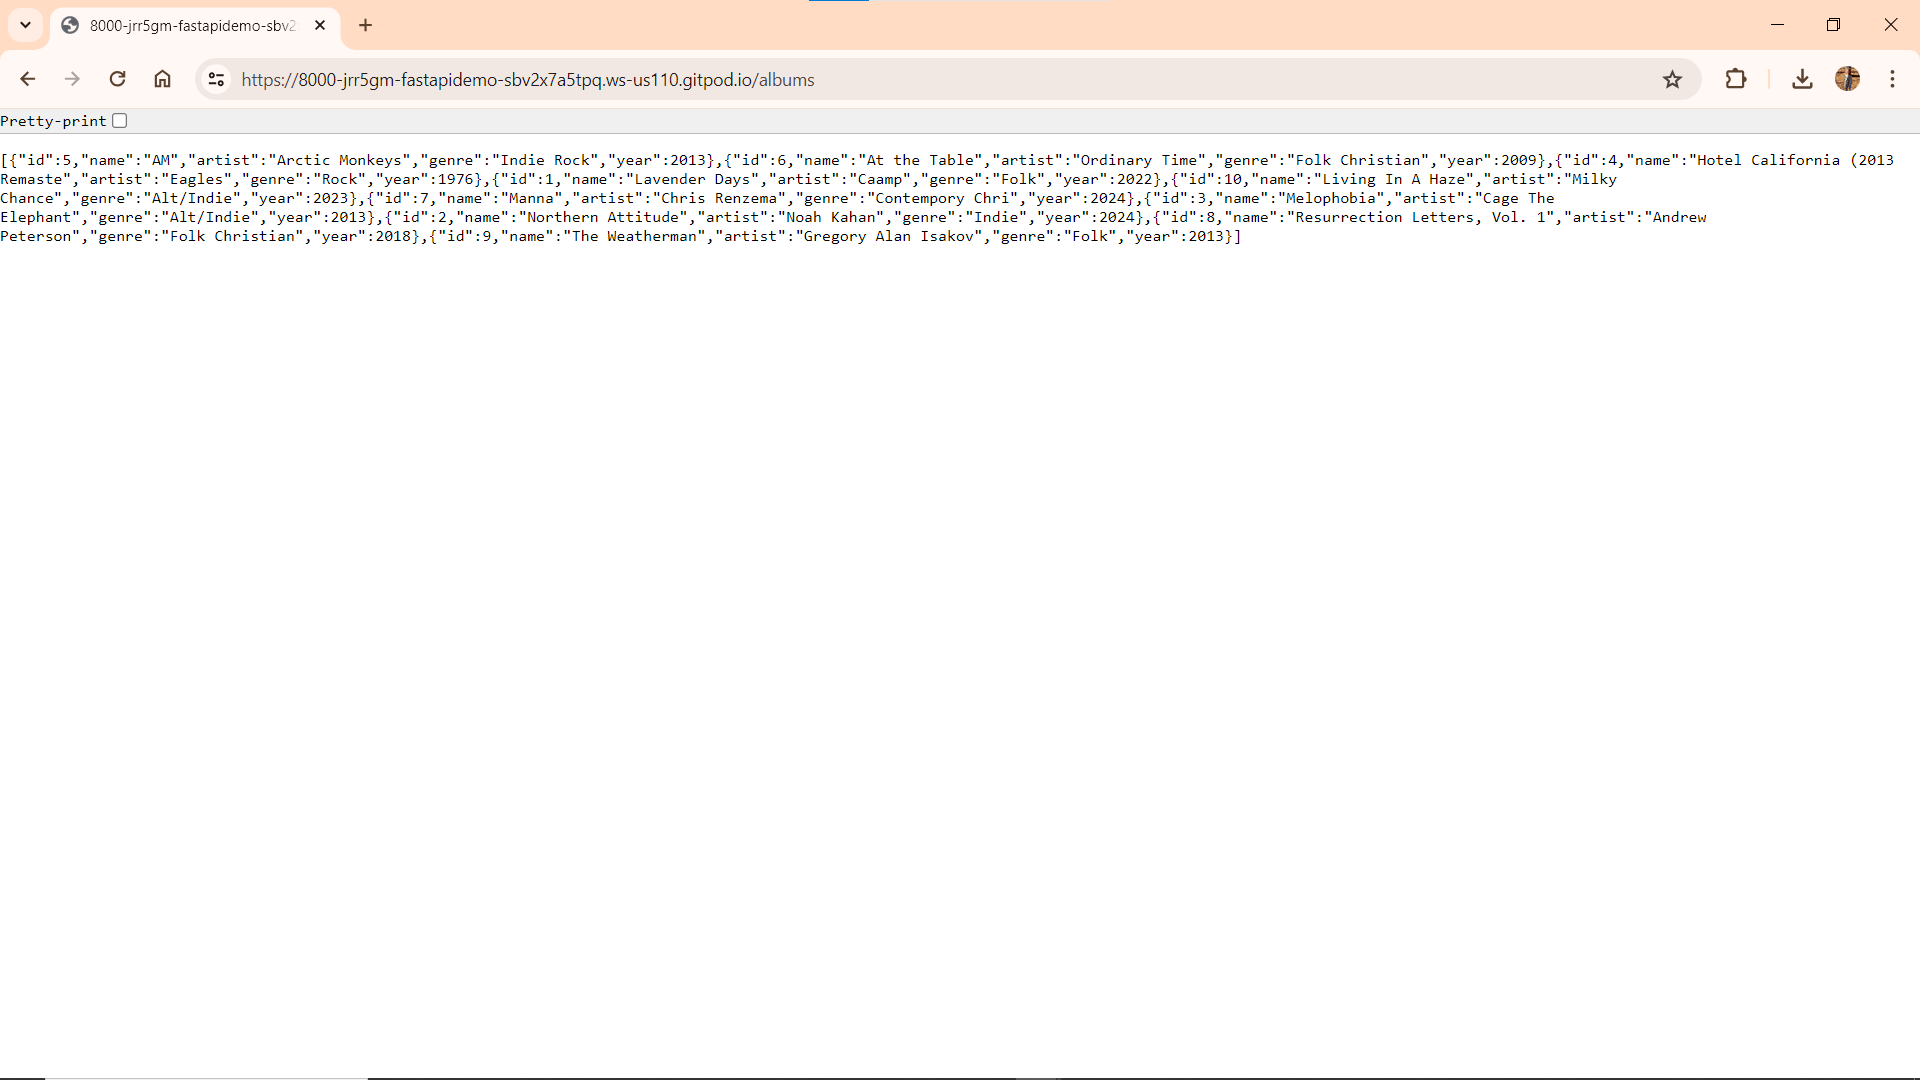 8000-jrr5gm-fastapidemo-sbv2
https://8000-jrr5gm-fastapidemo-sbv2x7a5tpq.ws-us110.gitpod.io/albums
Pretty-print
[{"id":5,"name":"AM","artist":"Arctic Monkeys","genre":"Indie Rock","year":2013},{"id":6,"name":"At the Table","artist":"Ordinary Time","genre":"Folk Christian","year":2009},{"id":4,"name":"Hotel California (2013
Remaste","artist":"Eagles","genre":"Rock","year":1976},{"id":1,"name":"Lavender Days","artist":"Caamp","genre":"Folk","year":2022},{"id":10,"name":"Living In A Haze","artist":"Milky
Chance","genre":"Alt/Indie","year":2023},{"id":7,"name":"Manna","artist":"Chris Renzema","genre":"Contempory Chri","year":2024},{"id":3,"name":"Melophobia","artist":"Cage The
Elephant","genre":"Alt/Indie","year":2013},{"id":2,"name":"Northern Attitude","artist":"Noah Kahan","genre":"Indie","year":2024},{"id":8,"name":"Resurrection Letters, Vol. 1","artist":"Andrew
Peterson","genre":"Folk Christian","year":2018},{"id":9,"name":"The Weatherman","artist":"Gregory Alan Isakov","genre":"Folk","year":2013}]